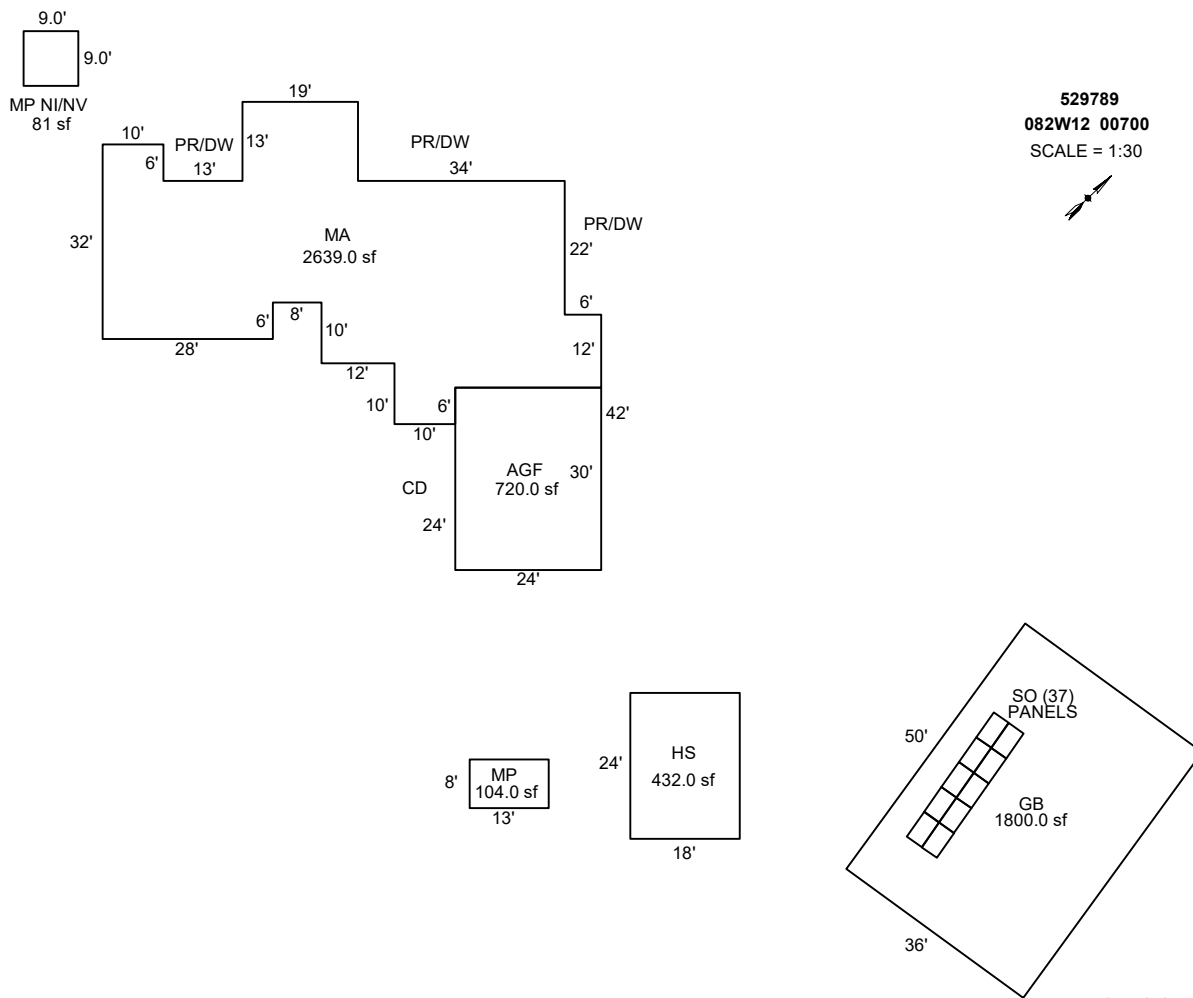 9.0'
9.0'
MP NI/NV
81 sf
529789
082W12 00700
SCALE = 1:30
19'
10'
PR/DW
13'
PR/DW
6'
13'
34'
PR/DW
32'
MA
2639.0 sf
22'
6'
6'
8'
10'
28'
12'
12'
10'
6'
42'
10'
AGF
720.0 sf
30'
CD
24'
24'
SO (37)
PANELS
50'
HS
432.0 sf
24'
18'
MP
104.0 sf
8'
13'
GB
1800.0 sf
36'